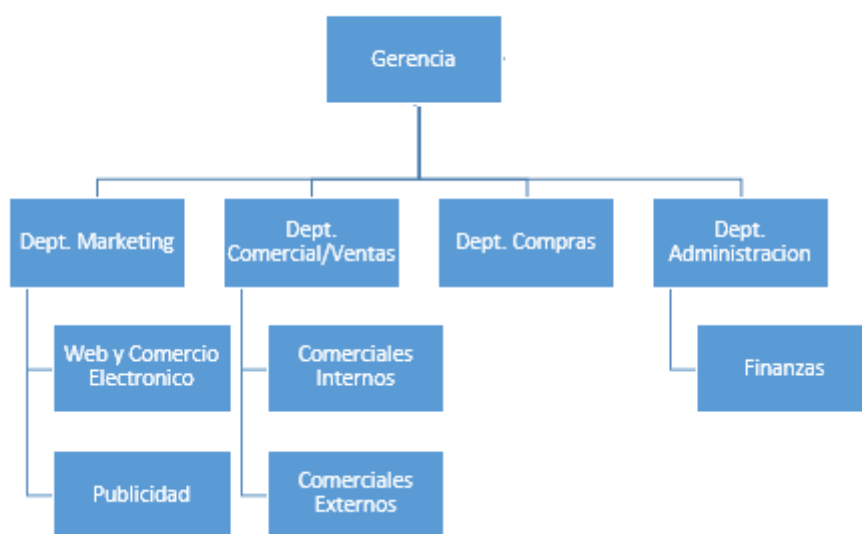 Gerencia
Dept. Marketing
Dept.
Comercial/Ventas
Dept. Compras
Dept.
Administracion
Web y Comercio
Electronico
Comerciales
Internos
Finanzas
Publicidad
Comerciales
Externos